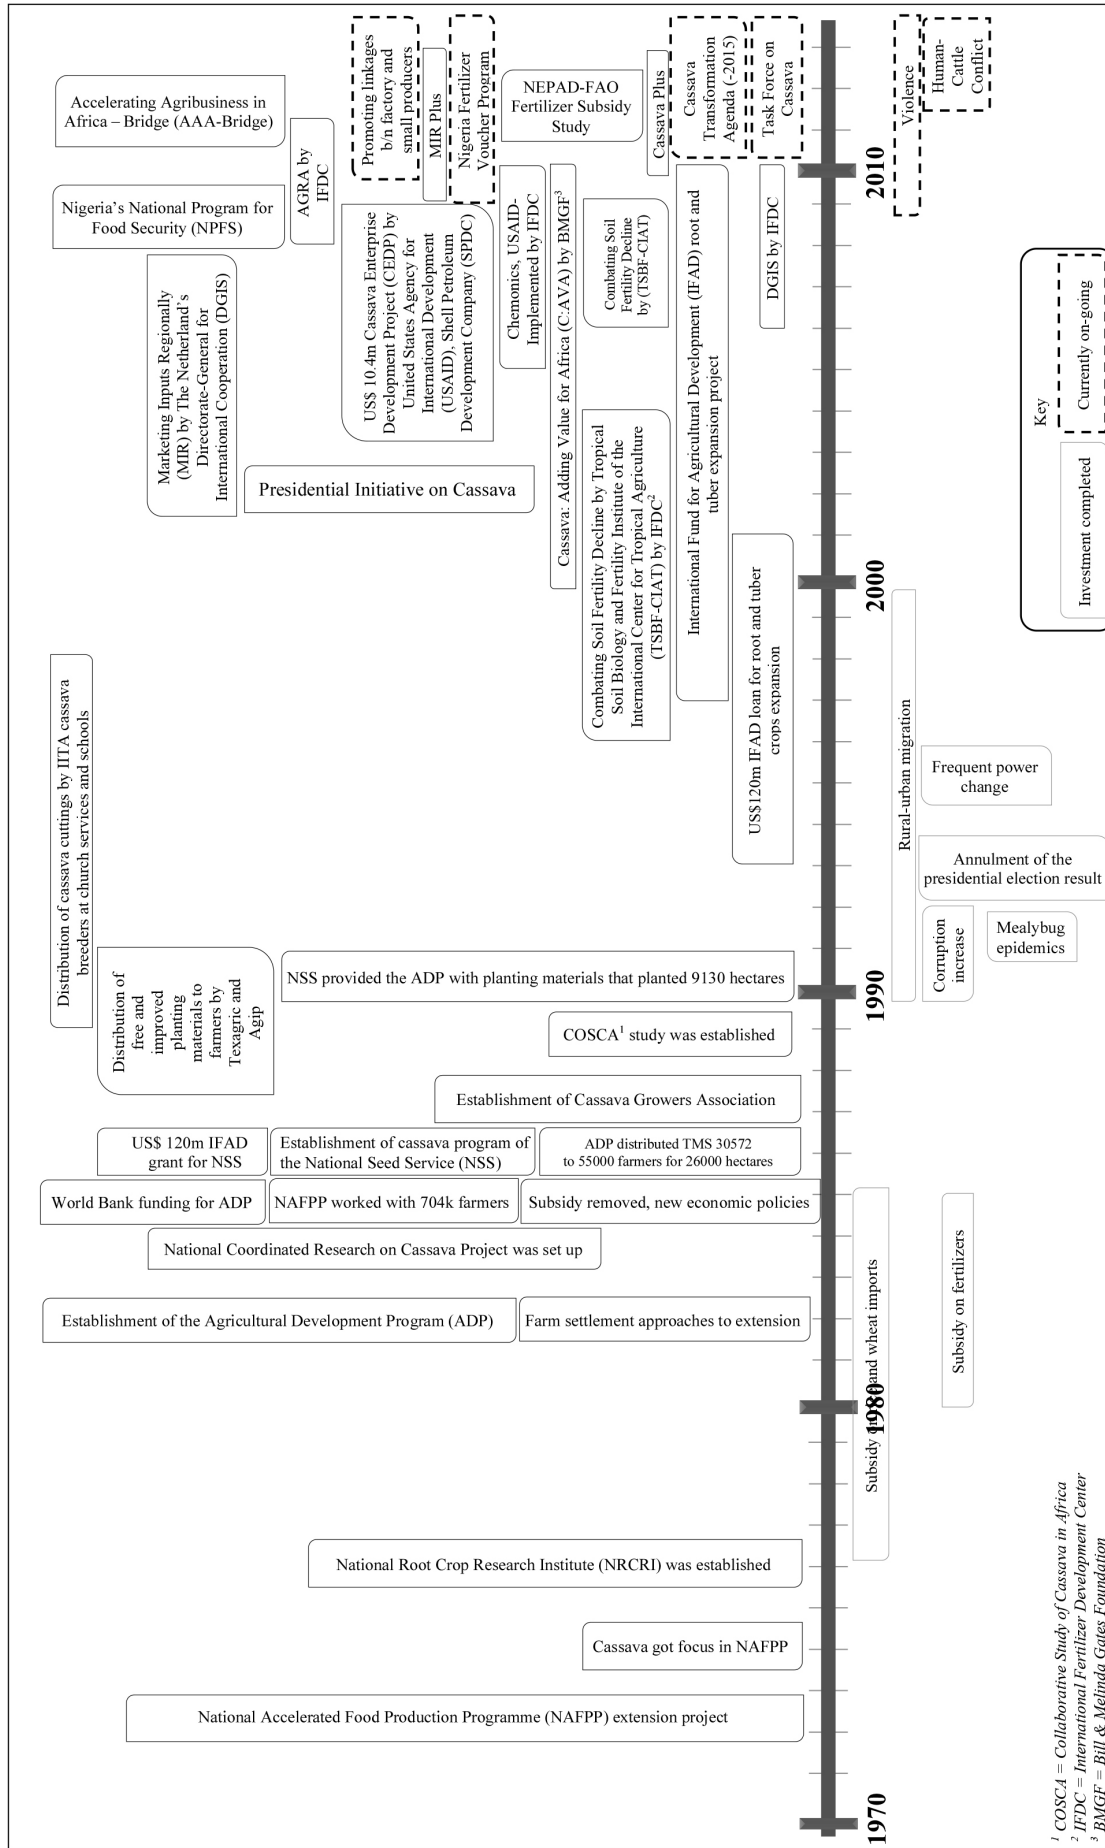 Accelerating Agribusiness in
Africa – Bridge (AAA-Bridge)
Nigeria's National Program for
Food Security (NPFS)
AGRA by
IFDC
Marketing Inputs Regionally
(MIR) by The Netherland's
Directorate-General for
International Cooperation (DGIS)
Promoting linkages
b/n factory and
small producers
MIR Plus
Nigeria Fertilizer
Voucher Program
US$ 10.4m Cassava Enterprise
Development Project (CEDP) by
United States Agency for
International Development
(USAID), Shell Petroleum
Development Company (SPDC)
Presidential Initiative on Cassava
NEPAD-FAO
Fertilizer Subsidy
Study
Chemonics, USAID-
Implemented by IFDC
Cassava: Adding Value for Africa (C:AVA) by BMGF3
Cassava Plus
Combating Soil
Fertility Decline
by (TSBF-CIAT)
Combating Soil Fertility Decline by Tropical
Soil Biology and Fertility Institute of the
International Center for Tropical Agriculture
(TSBF-CIAT) by IFDC2
Cassava
Transformation
Agenda (-2015)
International Fund for Agricultural Development (IFAD) root and
tuber expansion project
Task Force on
Cassava
DGIS by IFDC
US$120m IFAD loan for root and tuber
crops expansion
Distribution of cassava cuttings by IITA cassava
breeders at church services and schools
Distribution of
free and
improved
planting
materials to
farmers by
Texagric and
Agip
NSS provided the ADP with planting materials that planted 9130 hectares
COSCA1 study was established
Establishment of Cassava Growers Association
US$ 120m IFAD
grant for NSS
Establishment of cassava program of
the National Seed Service (NSS)
ADP distributed TMS 30572
to 55000 farmers for 26000 hectares
World Bank funding for ADP
NAFPP worked with 704k farmers
Subsidy removed, new economic policies
National Coordinated Research on Cassava Project was set up
Establishment of the Agricultural Development Program (ADP)
Farm settlement approaches to extension
National Root Crop Research Institute (NRCRI) was established
Cassava got focus in NAFPP
National Accelerated Food Production Programme (NAFPP) extension project
2010
2000
1990
1980
1970
Violence
Human-
Cattle
Conflict
Rural-urban migration
Frequent power
change
Annulment of the
presidential election result
Corruption
increase
Mealybug
epidemics
Subsidy and wheat imports
Subsidy on fertilizers
Key
Currently on-going
Investment completed
1 COSCA = Collaborative Study of Cassava in Africa
2 IFDC = International Fertilizer Development Center
3 BMGF = Bill & Melinda Gates Foundation